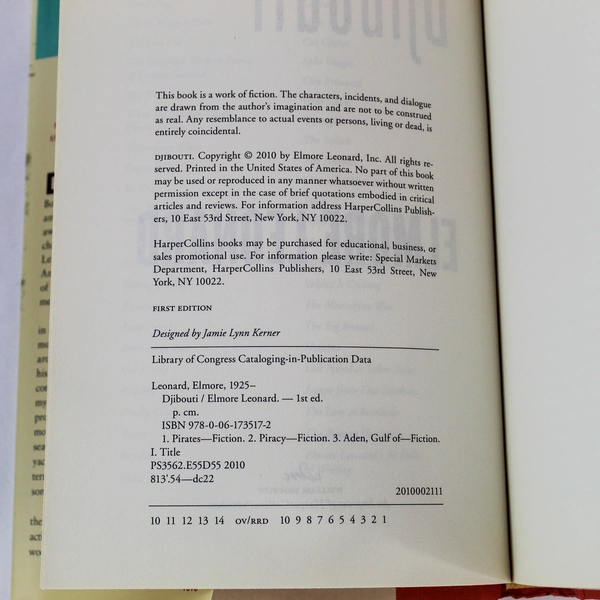 This book is a work of fiction. The characters, incidents, and dialogue
are drawn from the author's imagination and are not to be construed
as real. Any resemblance to actual events or persons, living or dead, is
entirely coincidental.
DJIBOUTI. Copyright © 2010 by Elmore Leonard, Inc. All rights re-
served. Printed in the United States of America. No part of this book
may be used or reproduced in any manner whatsoever without written
permission except in the case of brief quotations embodied in critical
articles and reviews. For information address HarperCollins Publish-
ers, 10 East 53rd Street, New York, NY 10022.
HarperCollins books may be purchased for educational, business, or
sales promotional use. For information please write: Special Markets
Department, HarperCollins Publishers, 10 East 53rd Street, New
York, NY 10022.
FIRST EDITION
Designed by Jamie Lynn Kerner
Library of Congress Cataloging-in-Publication Data
Leonard, Elmore, 1925–
Djibouti / Elmore Leonard. — 1st ed.
p. cm.
ISBN 978-0-06-173517-2
1. Pirates—Fiction. 2. Piracy—Fiction. 3. Aden, Gulf of—Fiction.
I. Title
PS3562.E55D55 2010
813'.54—dc22
2010002111
10 11 12 13 14 OV/RRD 10 9 8 7 6 5 4 3 2 1